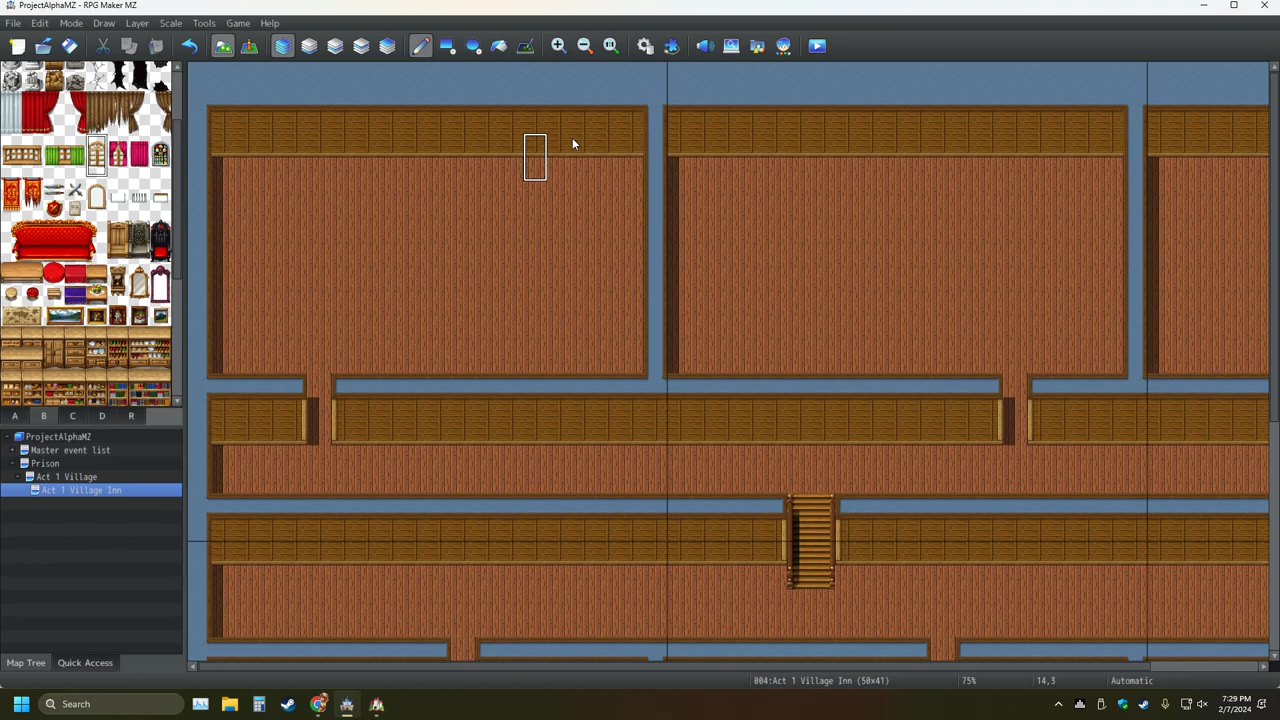 ProjectAlphaMZ - RPG Maker MZ
File Edit Mode Draw Layer Scale Tools Game Help
A B C D R
ProjectAlphaMZ
Master event list
Prison
Act 1 Village
Act 1 Village Inn
Map Tree Quick Access
004:Act 1 Village Inn (50x41) 75% 14,3 Automatic
Search
7:29 PM
2/7/2024